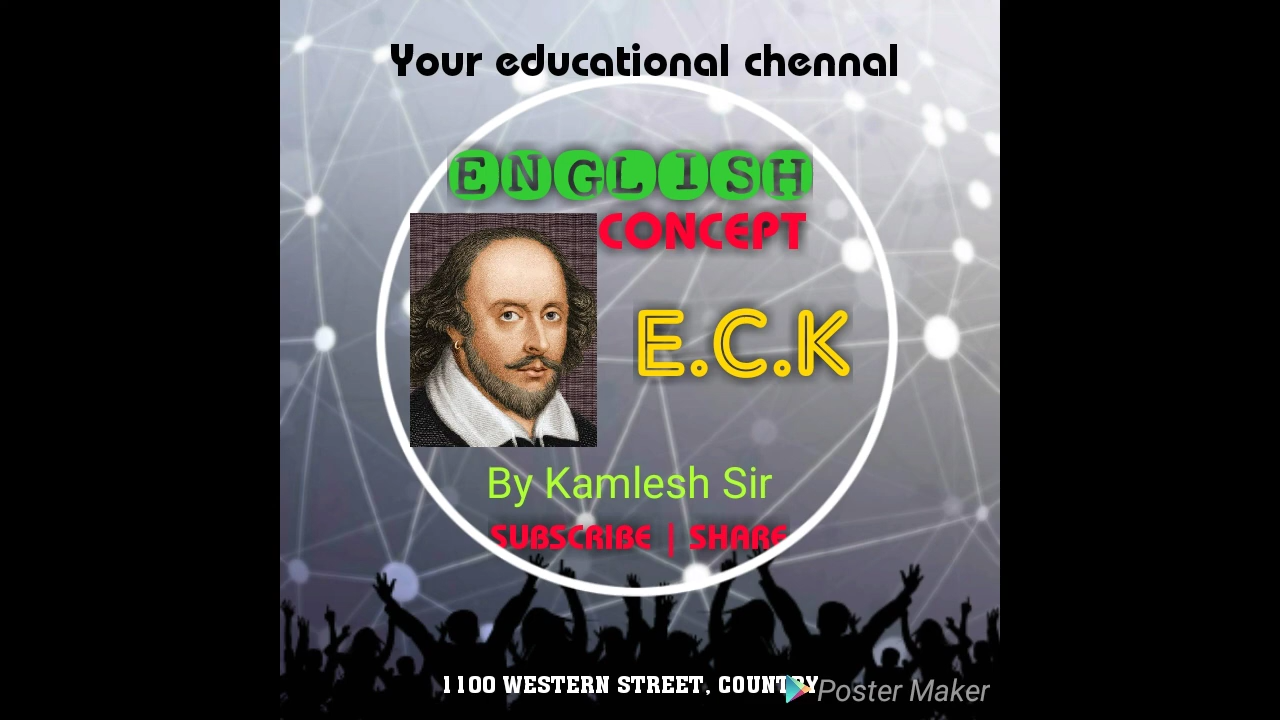 Your educational chennal
ENGLISH
CONCEPT
E.C.K
By Kamlesh Sir
SUBSCRIBE | SHARE
1100 WESTERN STREET, COUNTRY
Poster Maker